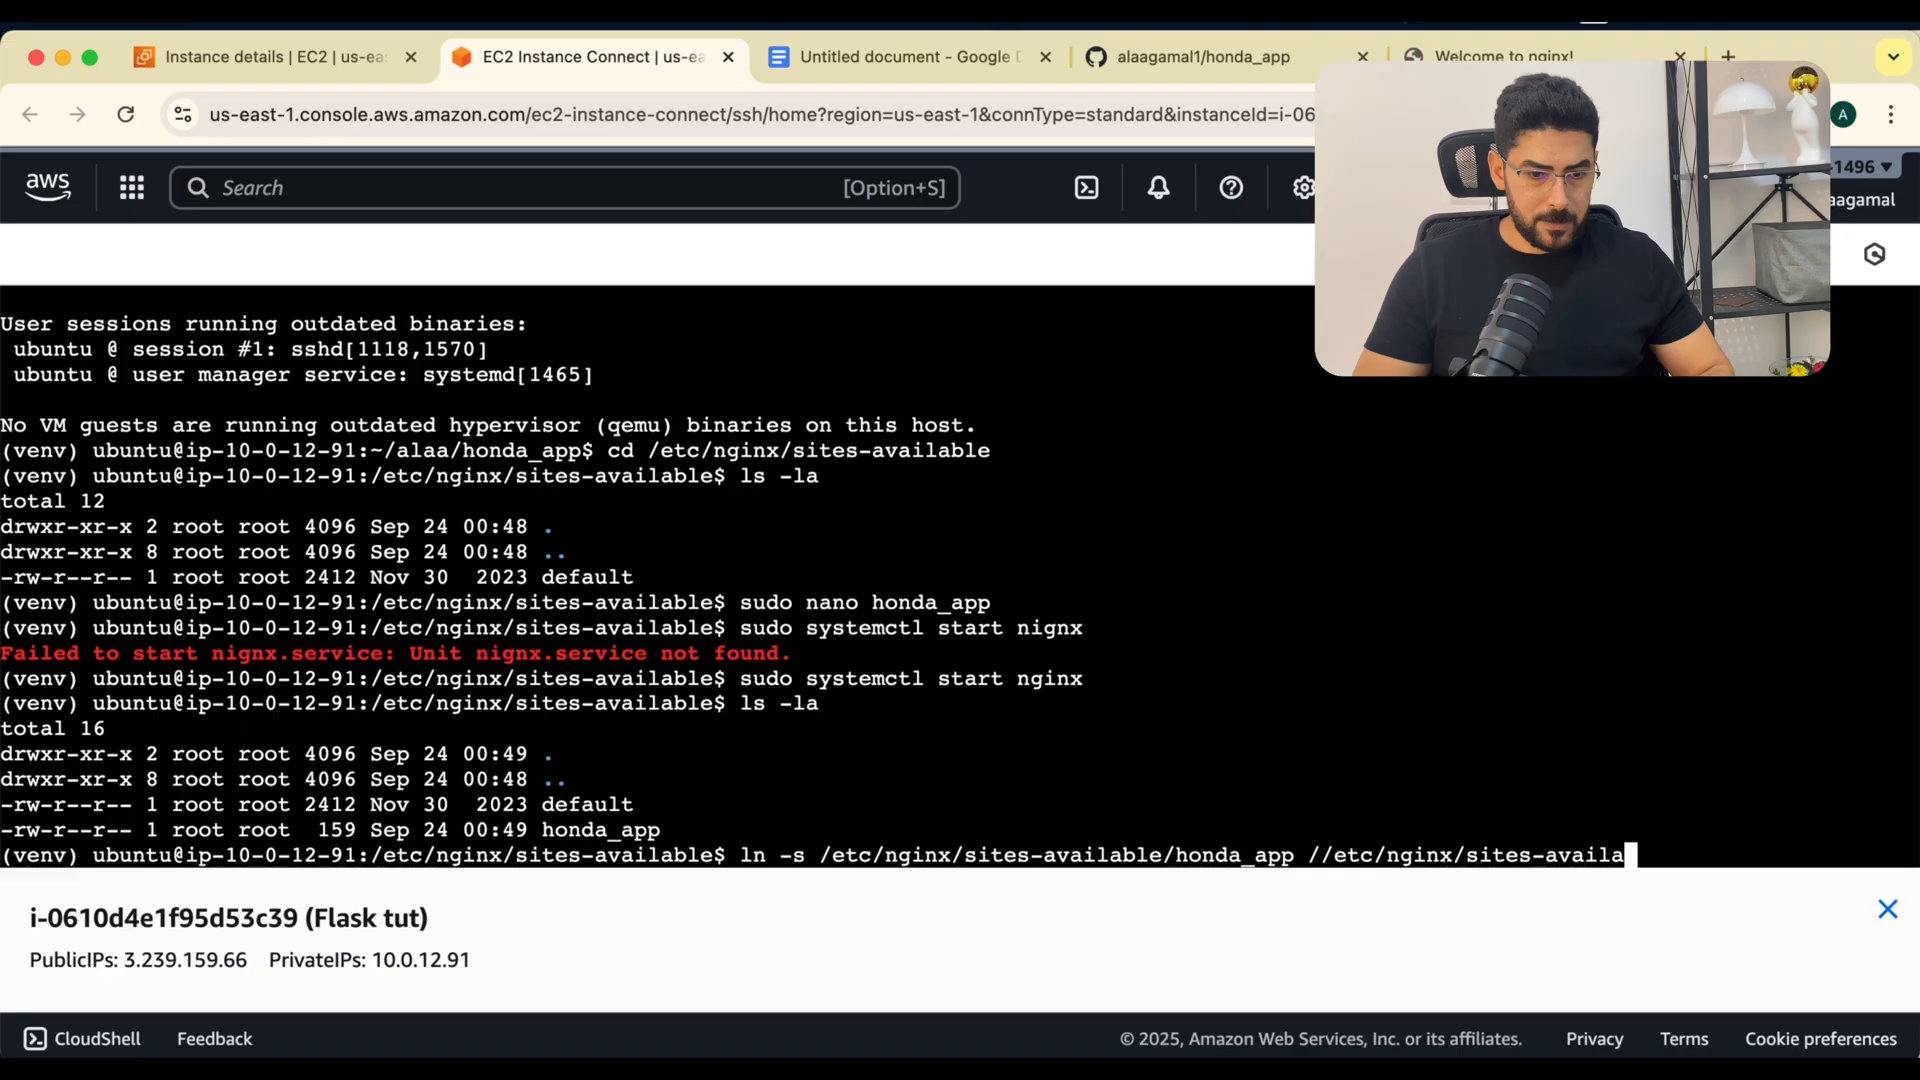 Instance details | EC2 | us-eas
EC2 Instance Connect | us-ea
Untitled document - Google D
alaagamal1/honda_app
Welcome to nginx!
us-east-1.console.aws.amazon.com/ec2-instance-connect/ssh/home?region=us-east-1&connType=standard&instanceId=i-06
A
aws
Search
[Option+S]
-1496
aagamal
User sessions running outdated binaries:
ubuntu @ session #1: sshd[1118,1570]
ubuntu @ user manager service: systemd[1465]
No VM guests are running outdated hypervisor (qemu) binaries on this host.
(venv) ubuntu@ip-10-0-12-91:~/alaa/honda_app$ cd /etc/nginx/sites-available
(venv) ubuntu@ip-10-0-12-91:/etc/nginx/sites-available$ ls -la
total 12
drwxr-xr-x 2 root root 4096 Sep 24 00:48 .
drwxr-xr-x 8 root root 4096 Sep 24 00:48 ..
-rw-r--r-- 1 root root 2412 Nov 30  2023 default
(venv) ubuntu@ip-10-0-12-91:/etc/nginx/sites-available$ sudo nano honda_app
(venv) ubuntu@ip-10-0-12-91:/etc/nginx/sites-available$ sudo systemctl start nignx
Failed to start nignx.service: Unit nignx.service not found.
(venv) ubuntu@ip-10-0-12-91:/etc/nginx/sites-available$ sudo systemctl start nginx
(venv) ubuntu@ip-10-0-12-91:/etc/nginx/sites-available$ ls -la
total 16
drwxr-xr-x 2 root root 4096 Sep 24 00:49 .
drwxr-xr-x 8 root root 4096 Sep 24 00:48 ..
-rw-r--r-- 1 root root 2412 Nov 30  2023 default
-rw-r--r-- 1 root root  159 Sep 24 00:49 honda_app
(venv) ubuntu@ip-10-0-12-91:/etc/nginx/sites-available$ ln -s /etc/nginx/sites-available/honda_app //etc/nginx/sites-availa
i-0610d4e1f95d53c39 (Flask tut)
PublicIPs: 3.239.159.66 PrivateIPs: 10.0.12.91
CloudShell
Feedback
© 2025, Amazon Web Services, Inc. or its affiliates.
Privacy
Terms
Cookie preferences